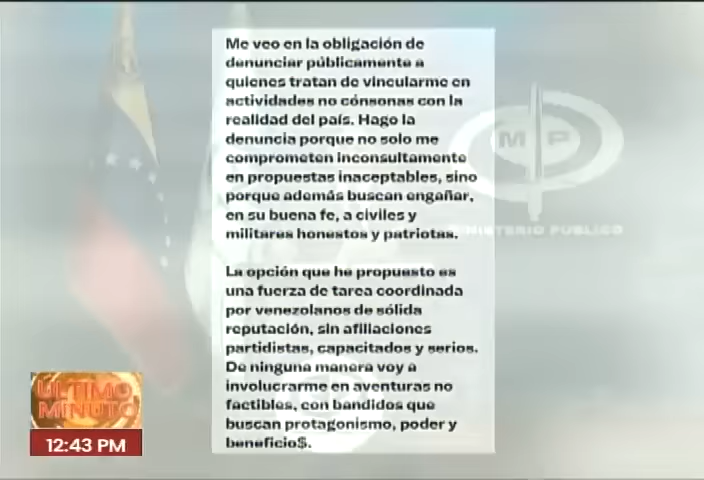 Me veo en la obligación de
denunciar públicamente a
quienes tratan de vincularme en
actividades no cónsonas con la
realidad del país. Hago la
denuncia porque no solo me
comprometen inconsultamente
en propuestas inaceptables, sino
porque además buscan engañar,
en su buena fe, a civiles y
militares honestos y patriotas.
La opción que he propuesto es
una fuerza de tarea coordinada
por venezolanos de sólida
reputación, sin afiliaciones
partidistas, capacitados y serios.
De ninguna manera voy a
involucrarme en aventuras no
factibles, con bandidos que
buscan protagonismo, poder y
beneficio$.
MP
MINISTERIO PÚBLICO
ÚLTIMO
MINUTO
12:43 PM